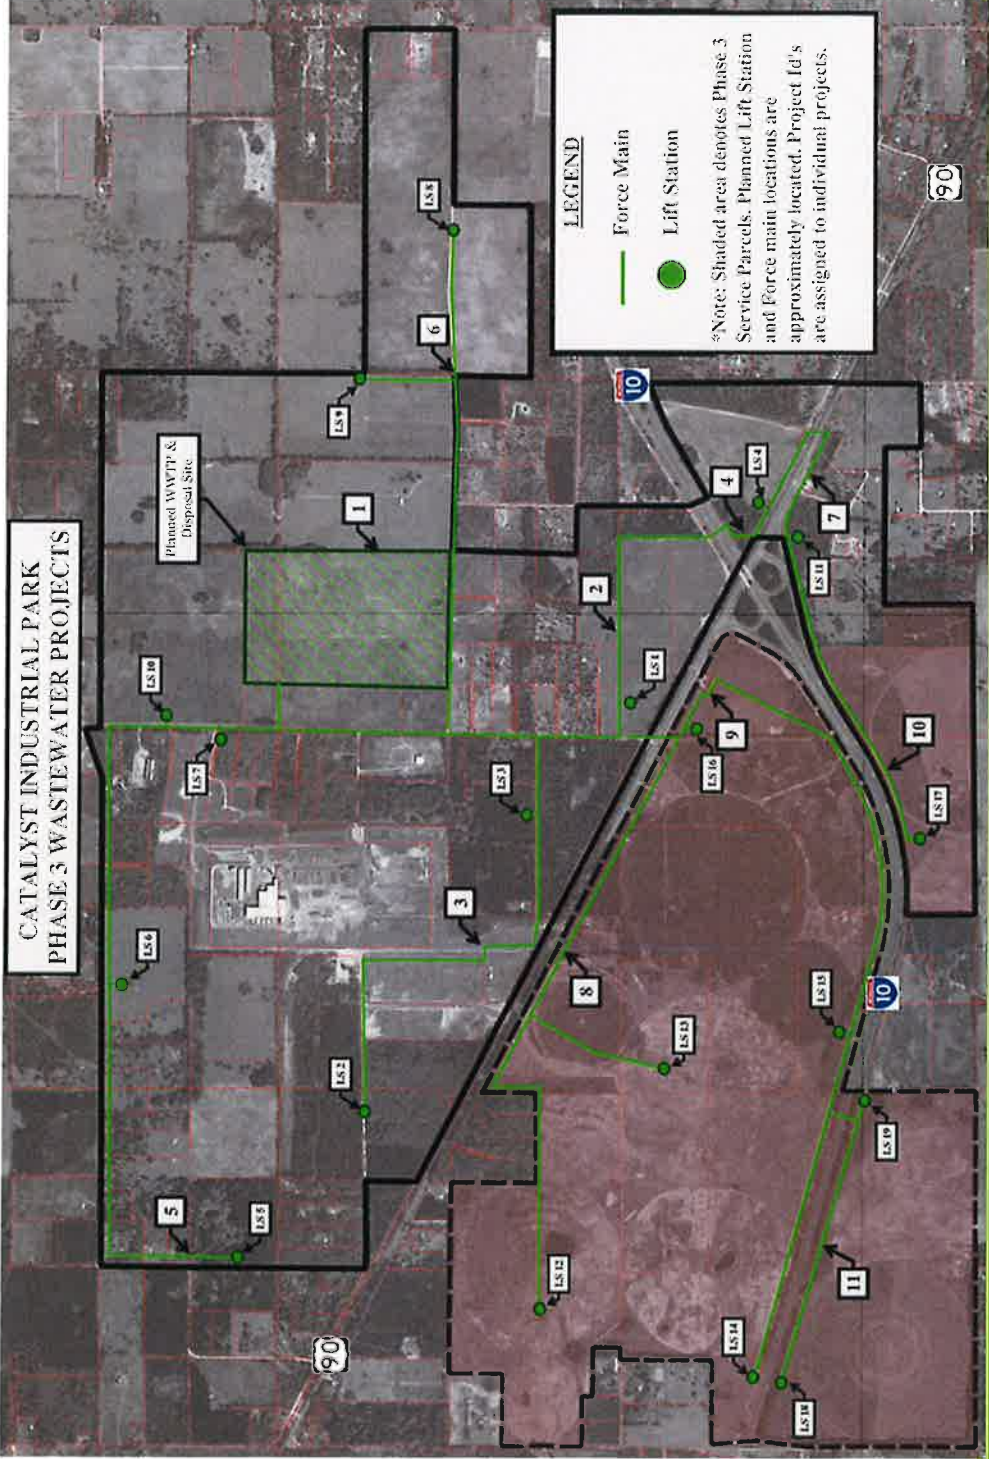 CATALYST INDUSTRIAL PARK
PHASE 3 WASTEWATER PROJECTS
Planned WWTP &
Disposal Site
LS 10
LS 7
LS 6
LS 5
5
LS 2
3
LS 3
1
LS 9
6
LS 8
2
LS 1
4
LS 4
7
LS 11
10
LS 16
9
8
LS 13
LS 12
LS 14
LS 18
11
LS 15
LS 19
LS 17
10
10
90
90
LEGEND
Force Main
Lift Station
*Note: Shaded area denotes Phase 3
Service Parcels. Planned Lift Station
and Force main locations are
approximately located. Project Id's
are assigned to individual projects.